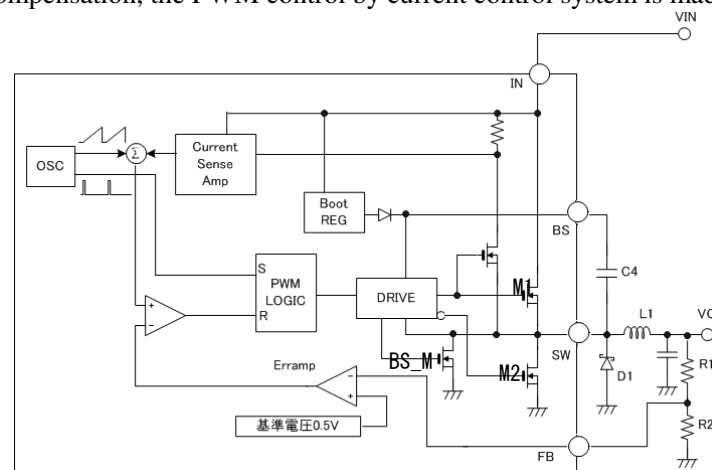 ompensation, the PWM control by current control system is mad
VIN
IN
OSC
Σ
Current
Sense
Amp
Boot
REG
BS
C4
S
PWM
LOGIC
R
DRIVE
M1
L1
VO
SW
BS_M
M2
D1
R1
+
-
Erramp
-
+
基準電圧0.5V
R2
FB